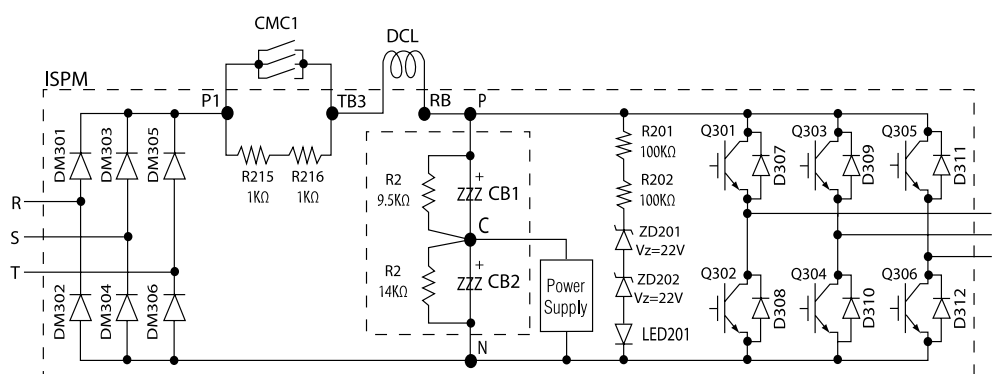 CMC1
DCL
ISPM
P1
TB3
RB
P
DM301
DM303
DM305
R215
1KΩ
R216
1KΩ
R2
9.5KΩ
+
CB1
R201
100KΩ
R202
100KΩ
Q301
D307
Q303
D309
Q305
D311
R
S
T
C
ZD201
Vz=22V
ZD202
Vz=22V
R2
14KΩ
+
CB2
Power
Supply
LED201
DM302
DM304
DM306
Q302
D308
Q304
D310
Q306
D312
N